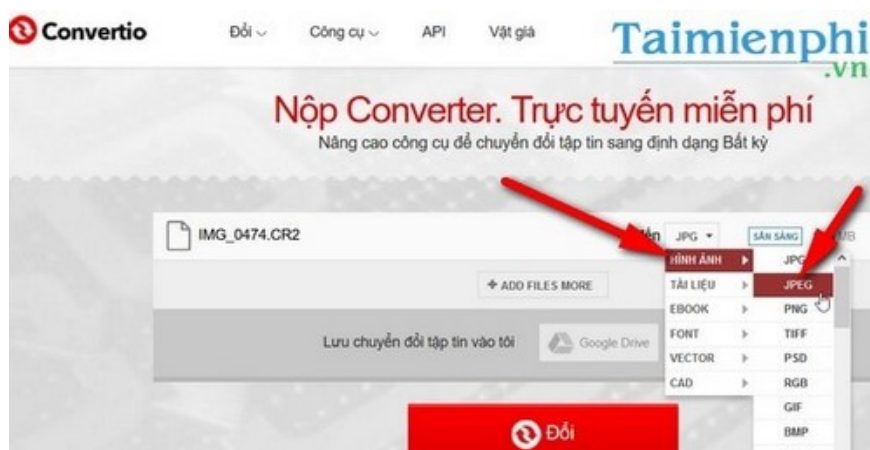 Convertio
Đổi
Công cụ
API
Vật giá
Taimienphi
.vn
Nộp Converter. Trực tuyến miễn phí
Nâng cao công cụ để chuyển đổi tập tin sang định dạng Bất kỳ
IMG_0474.CR2
JPG
SẴN SÀNG
MB
HÌNH ẢNH
JPG
TÀI LIỆU
JPEG
+ ADD FILES MORE
EBOOK
PNG
FONT
TIFF
Lưu chuyển đổi tập tin vào tôi
Google Drive
VECTOR
PSD
CAD
RGB
GIF
Đổi
BMP